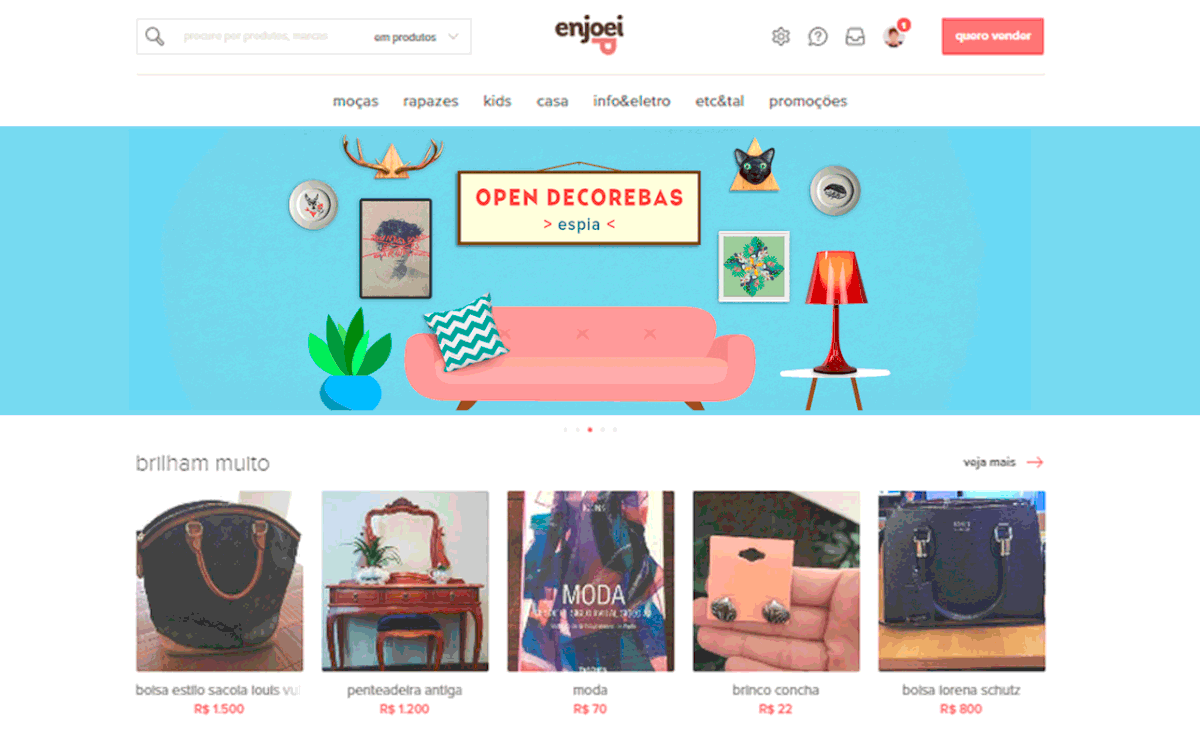 procure por produtos, marcas
em produtos
enjoei
1
quero vender
moças rapazes kids casa info&eletro etc&tal promoções
OPEN DECOREBAS
> espia <
brilham muito
veja mais
MODA
bolsa estilo sacola louis
R$ 1.500
penteadeira antiga
R$ 1.200
moda
R$ 70
brinco concha
R$ 22
bolsa lorena schutz
R$ 800